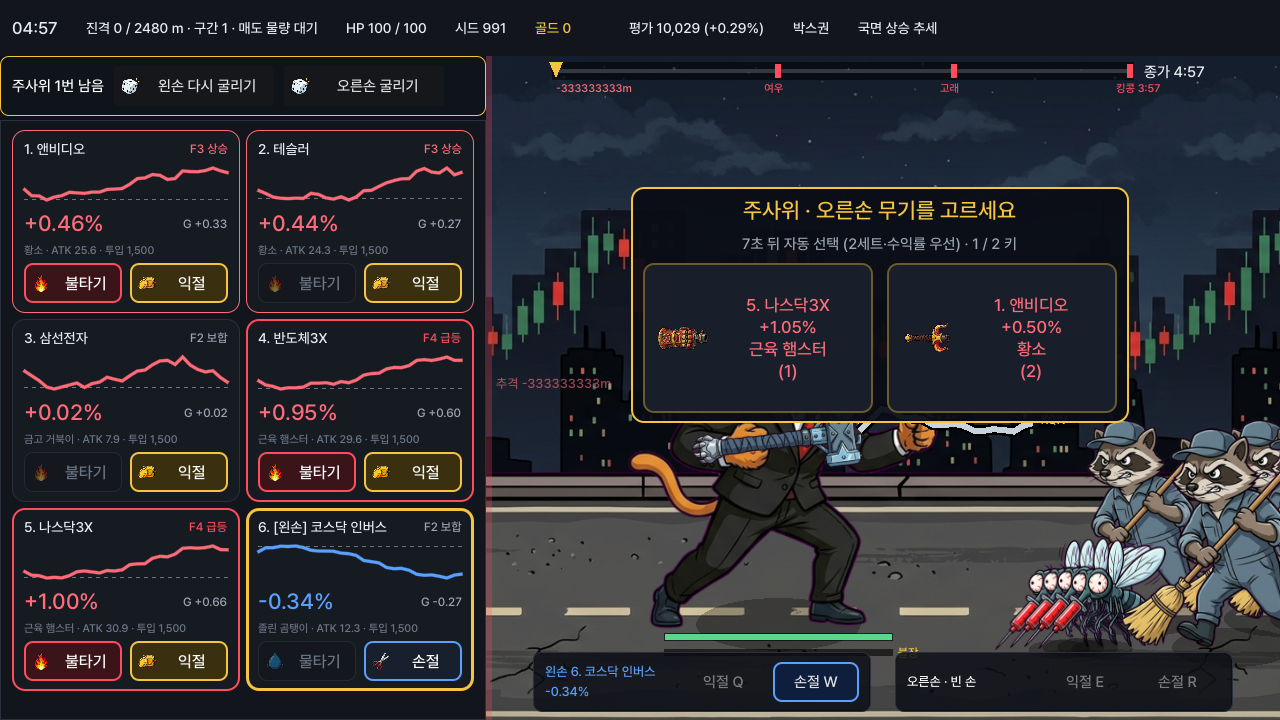 04:57 진격 0 / 2480 m · 구간 1 · 매도 물량 대기 HP 100 / 100 시드 991 골드 0 평가 10,029 (+0.29%) 박스권 국면 상승 추세
주사위 1번 남음 왼손 다시 굴리기 오른손 굴리기
1. 앤비디오 F3 상승
+0.46% G +0.33
황소 · ATK 25.6 · 투입 1,500
불타기 익절
2. 테슬러 F3 상승
+0.44% G +0.27
황소 · ATK 24.3 · 투입 1,500
불타기 익절
3. 삼선전자 F2 보합
+0.02% G +0.02
금고 거북이 · ATK 7.9 · 투입 1,500
불타기 익절
4. 반도체3X F4 급등
+0.95% G +0.60
근육 햄스터 · ATK 29.6 · 투입 1,500
불타기 익절
5. 나스닥3X F4 급등
+1.00% G +0.66
근육 햄스터 · ATK 30.9 · 투입 1,500
불타기 익절
6. [왼손] 코스닥 인버스 F2 보합
-0.34% G -0.27
졸린 곰탱이 · ATK 12.3 · 투입 1,500
물타기 손절
종가 4:57
-333333333m 여우 고래 킹콩 3:57
주사위 · 오른손 무기를 고르세요
7초 뒤 자동 선택 (2세트·수익률 우선) · 1 / 2 키
5. 나스닥3X
+1.05%
근육 햄스터
(1)
1. 앤비디오
+0.50%
황소
(2)
추격 -333333333m
왼손 6. 코스닥 인버스
-0.34%
익절 Q 손절 W
오른손 · 빈 손 익절 E 손절 R